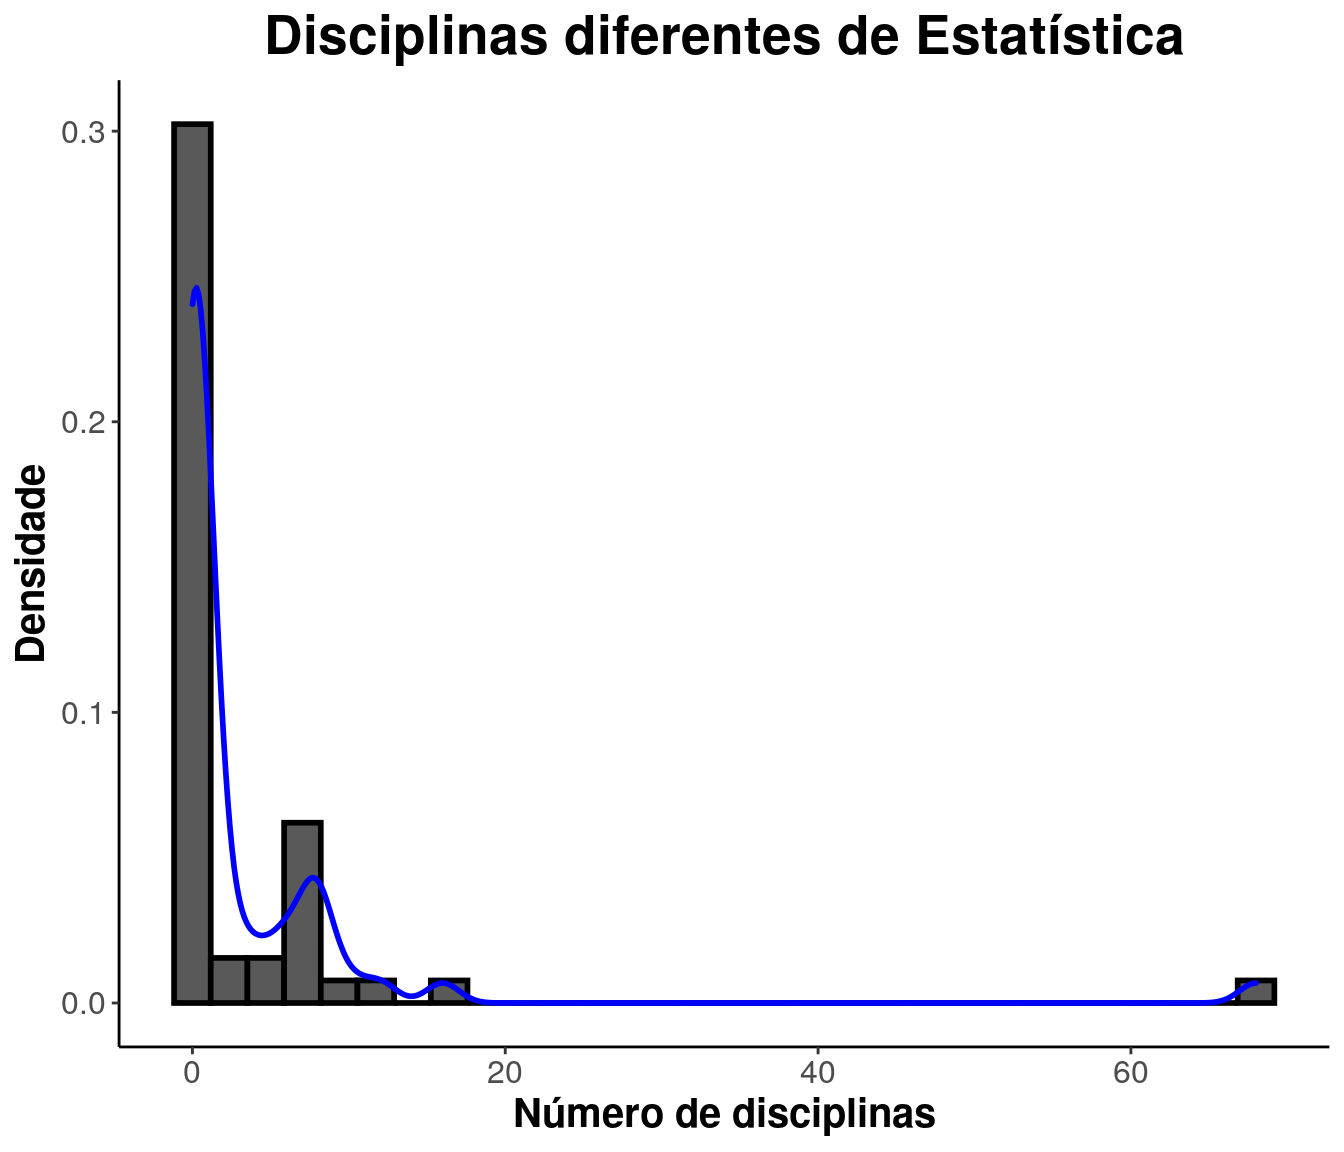 Disciplinas diferentes de Estatística
0.3
0.2
0.1
0.0
Densidade
0 20 40 60
Número de disciplinas